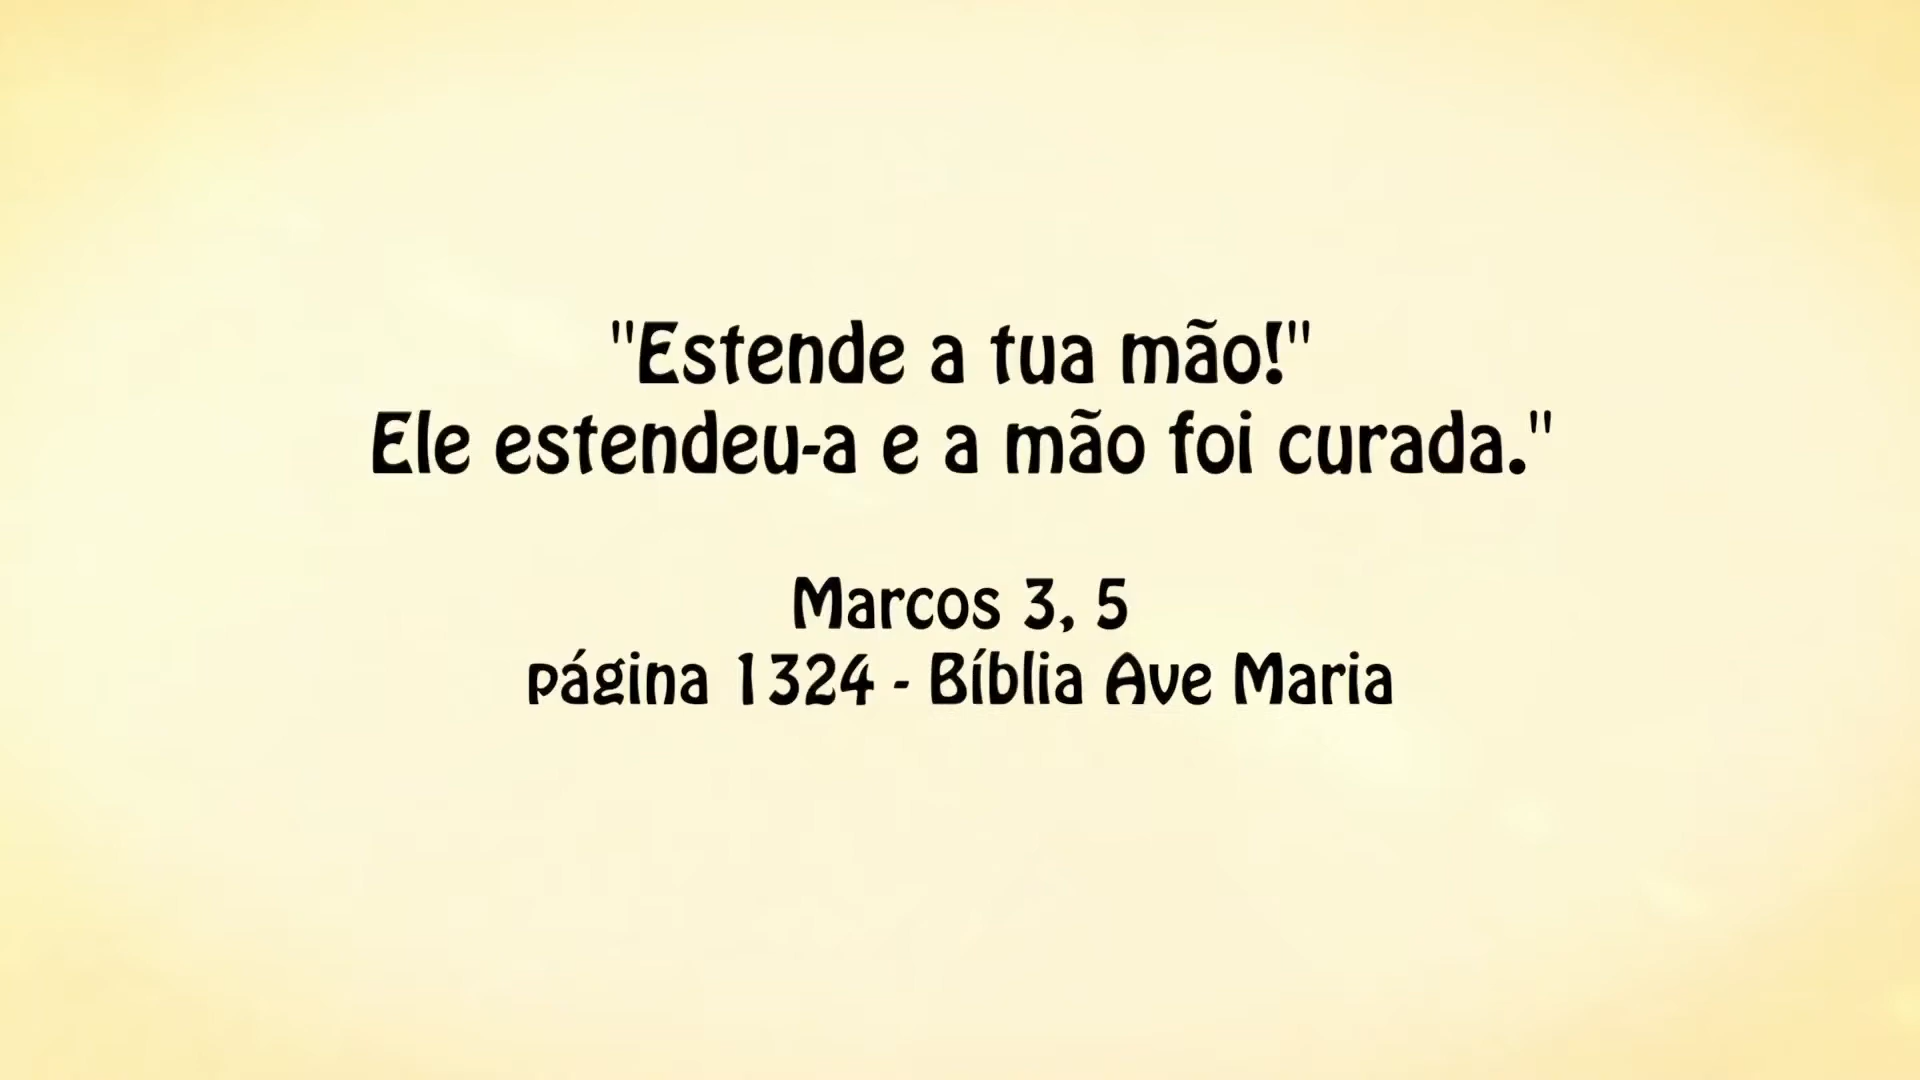 "Estende a tua mão!"
Ele estendeu-a e a mão foi curada."
Marcos 3, 5
página 1324 - Bíblia Ave Maria